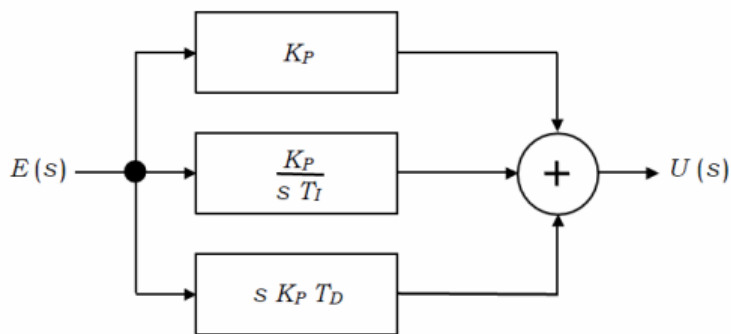 K_P
E(s)
K_P
s T_I
+
U(s)
s K_P T_D